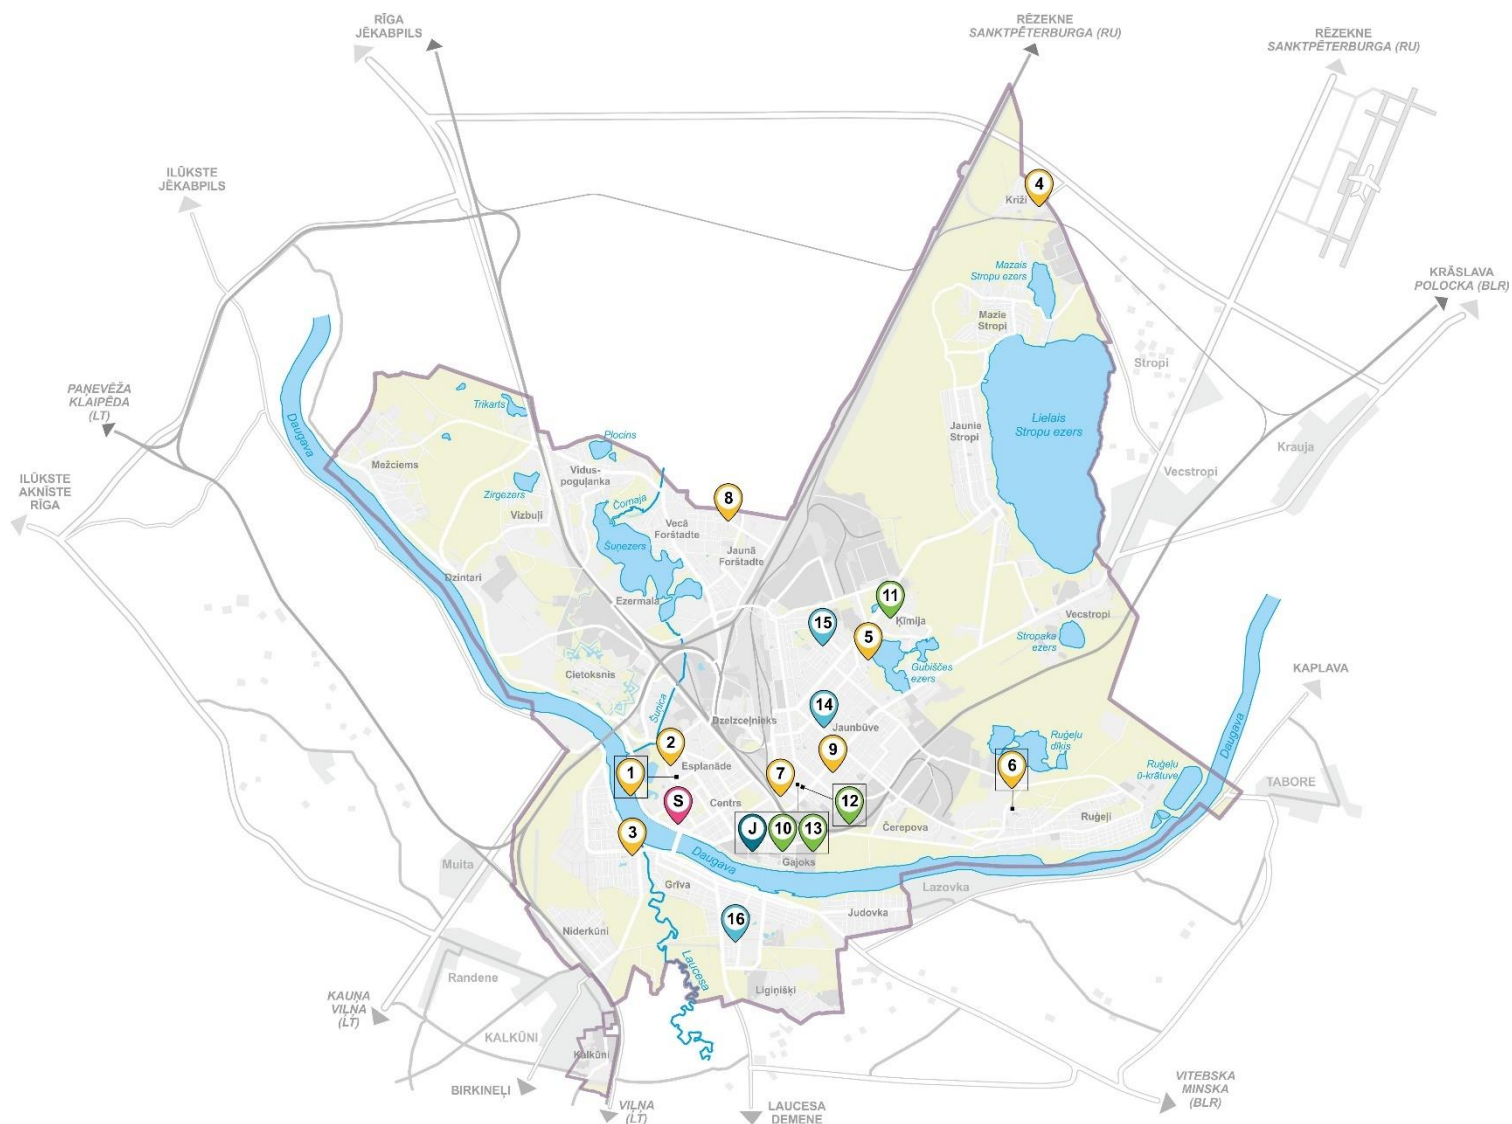 RĪGA
JĒKABPILS
RĒZEKNE
SANKTPĒTERBURGA (RU)
RĒZEKNE
SANKTPĒTERBURGA (RU)
ILŪKSTE
JĒKABPILS
4
Križi
Mazais
Stropu ezers
KRĀSLAVA
POLOCKA (BLR)
Mazie
Stropi
Stropi
PAŅEVĒŽA
KLAIPĒDA
(LT)
Daugava
Trikarts
Lielais
Stropu ezers
Jaunie
Stropi
Krauja
Plocins
Mežciems
Vidus-
poguļanka
Vecstropi
ILŪKSTE
AKNĪSTE
RĪGA
Zirgezers
Vizbuļi
Čornaja
8
Vecā
Forštadte
Šuņezers
Jaunā
Forštadte
Dzintari
Ezermala
11
Ķīmija
15
5
Vecstropi
Stropaka
ezers
Gubiščes
ezers
Cietoksnis
KAPLAVA
Šuņica
14
Dzelzceļnieks
Jaunbūve
Ruģeļu
dīķis
Daugava
2
Esplanāde
9
1
7
6
Ruģeļu
ū-krātuve
TABORE
S
Centrs
12
3
J
10
13
Čerepova
Ruģeļi
Muita
Daugava
Gajoks
Grīva
Lazovka
Judovka
16
Niderkūni
Laucesa
Randene
Liginišķi
KAUŅA
VIĻŅA
(LT)
KALKŪNI
Kalkūni
BIRKINEĻI
VITEBSKA
MINSKA
(BLR)
VIĻŅA
(LT)
LAUCESA
DEMENE